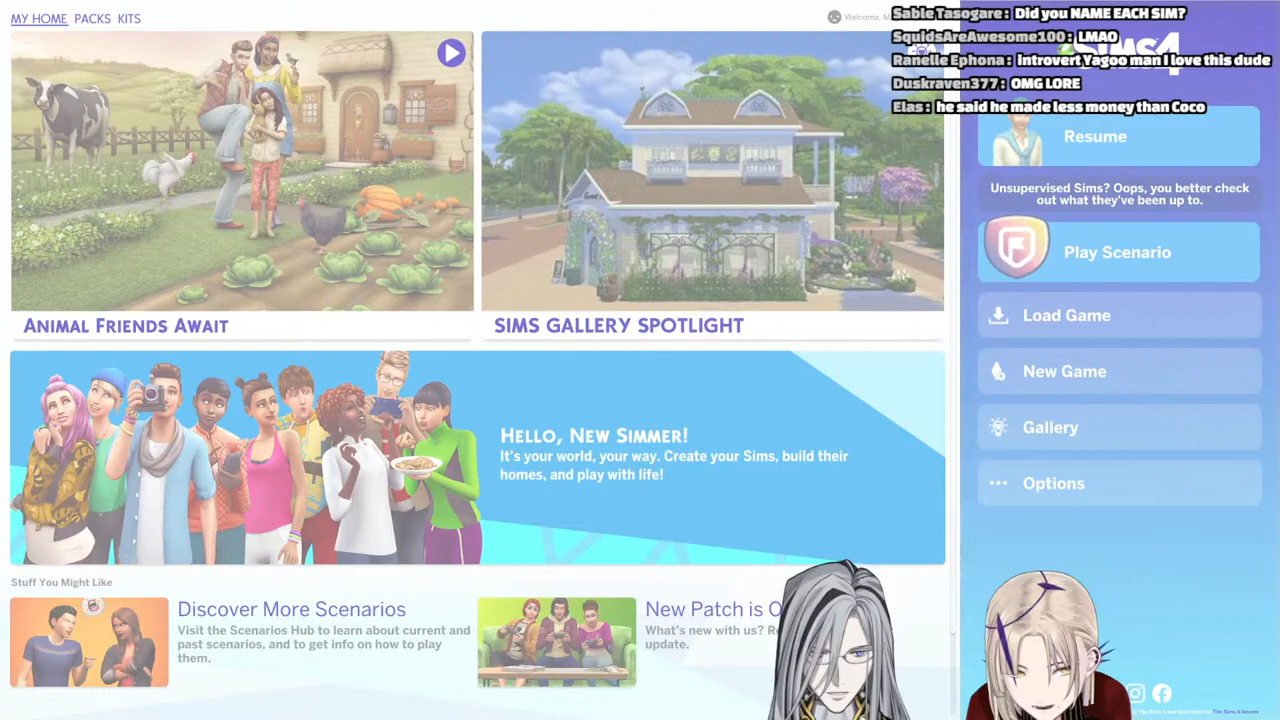 MY HOME PACKS KITS
Welcome, M
Sable Tasogare: Did you NAME EACH SIM?
SquidsAreAwesome100: LMAO
Ranelle Ephona: Introvert Yagoo man I love this dude
Duskraven377: OMG LORE
Elas: he said he made less money than Coco
Resume
Unsupervised Sims? Oops, you better check
out what they've been up to.
Play Scenario
Load Game
New Game
Gallery
Options
ANIMAL FRIENDS AWAIT
SIMS GALLERY SPOTLIGHT
HELLO, NEW SIMMER!
It's your world, your way. Create your Sims, build their
homes, and play with life!
Stuff You Might Like
Discover More Scenarios
Visit the Scenarios Hub to learn about current and
past scenarios, and to get info on how to play
them.
New Patch is O
What's new with us? Re
update.